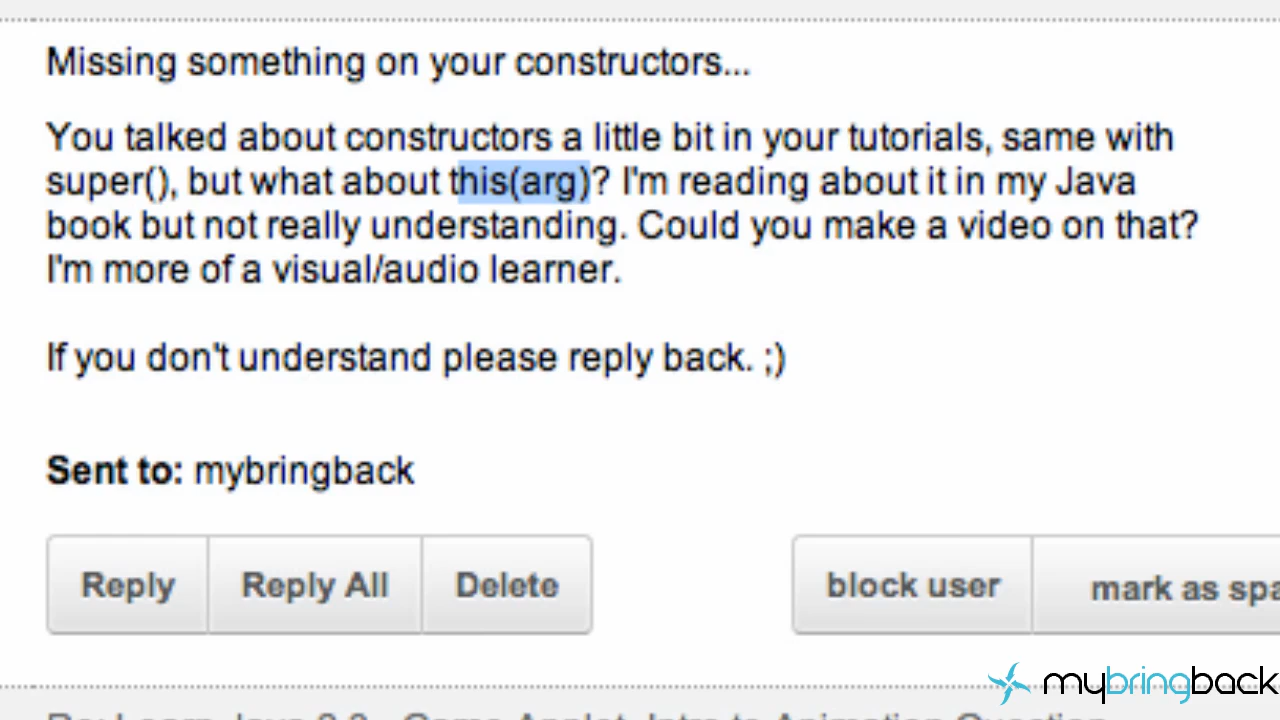 Missing something on your constructors...
You talked about constructors a little bit in your tutorials, same with
super(), but what about this(arg)? I'm reading about it in my Java
book but not really understanding. Could you make a video on that?
I'm more of a visual/audio learner.
If you don't understand please reply back. ;)
Sent to: mybringback
Reply Reply All Delete block user mark as spa
mybringback